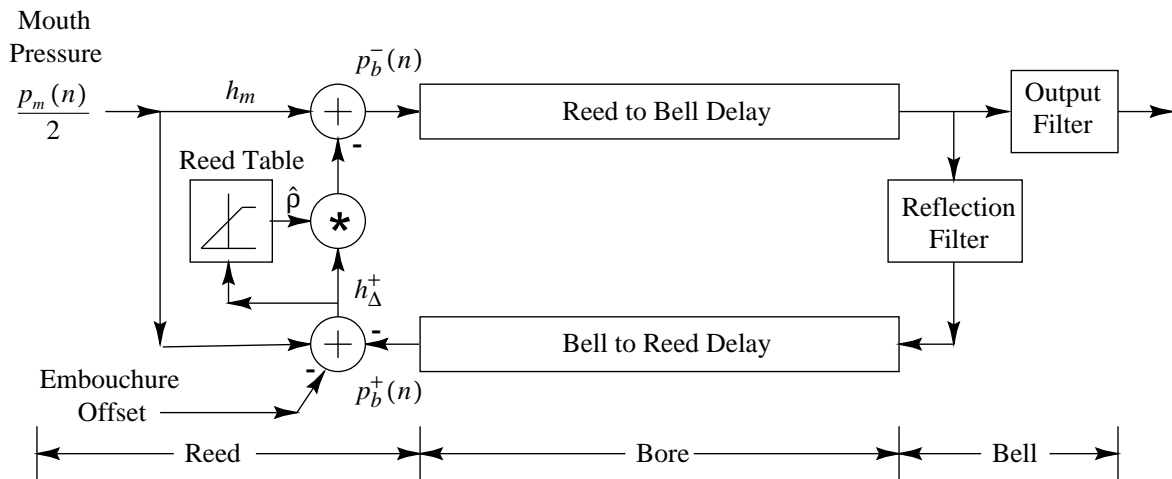 Mouth
Pressure
p_m(n)
2
h_m
+
-
p_b^-(n)
Reed to Bell Delay
Output
Filter
Reed Table
ρ̂
*
Reflection
Filter
h_Δ^+
+
-
-
Bell to Reed Delay
Embouchure
Offset
p_b^+(n)
Reed
Bore
Bell